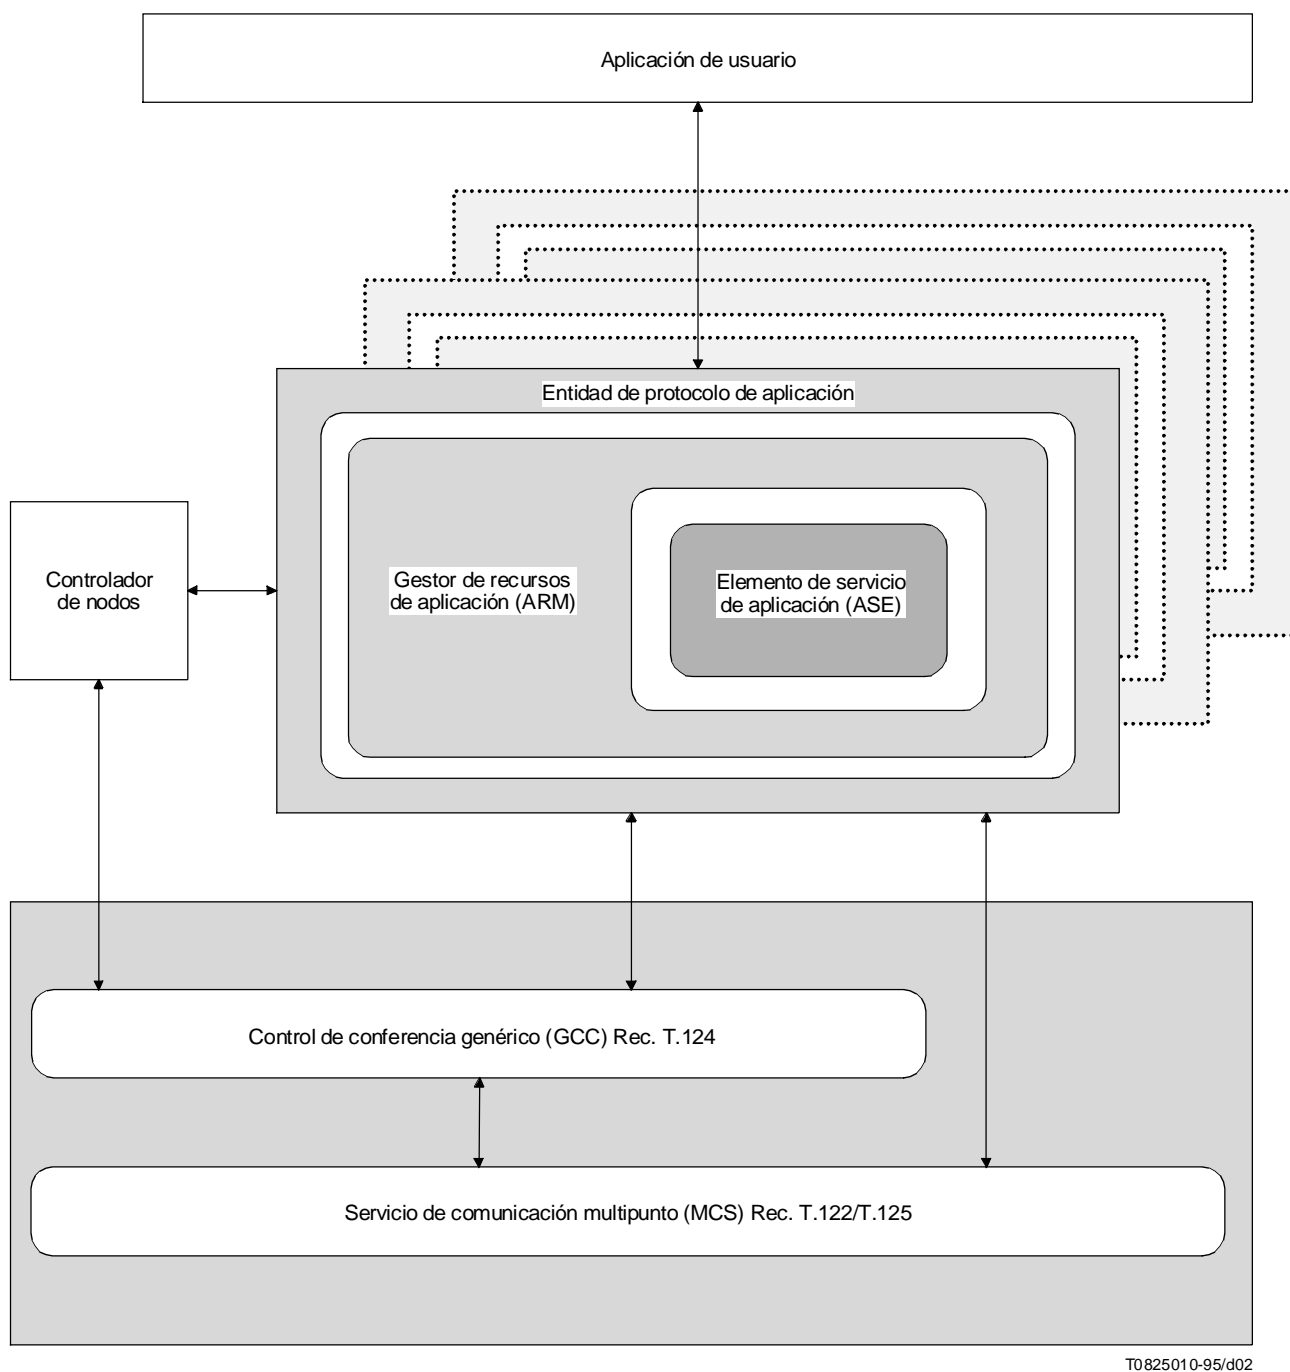 Aplicación de usuario
Entidad de protocolo de aplicación
Controlador
de nodos
Gestor de recursos
de aplicación (ARM)
Elemento de servicio
de aplicación (ASE)
Control de conferencia genérico (GCC) Rec. T.124
Servicio de comunicación multipunto (MCS) Rec. T.122/T.125
T0825010-95/d02